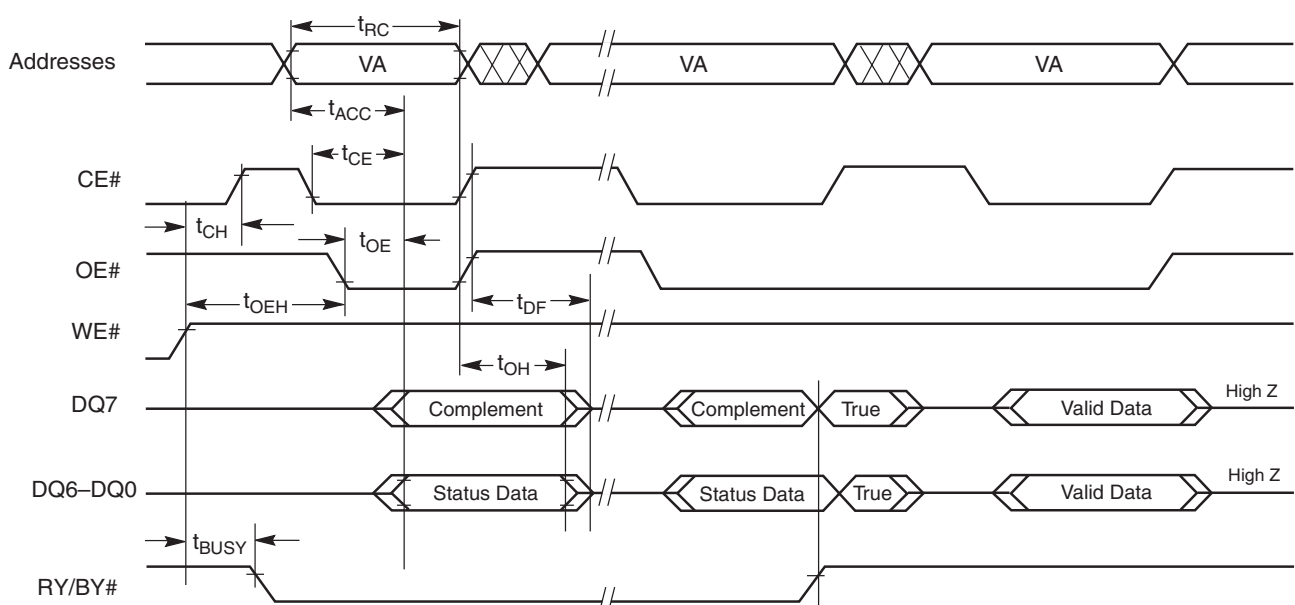 tRC
Addresses VA VA VA
tACC
tCE
CE#
tCH
tOE
OE#
tOEH
tDF
WE#
tOH
DQ7 Complement Complement True Valid Data High Z
DQ6–DQ0 Status Data Status Data True Valid Data High Z
tBUSY
RY/BY#